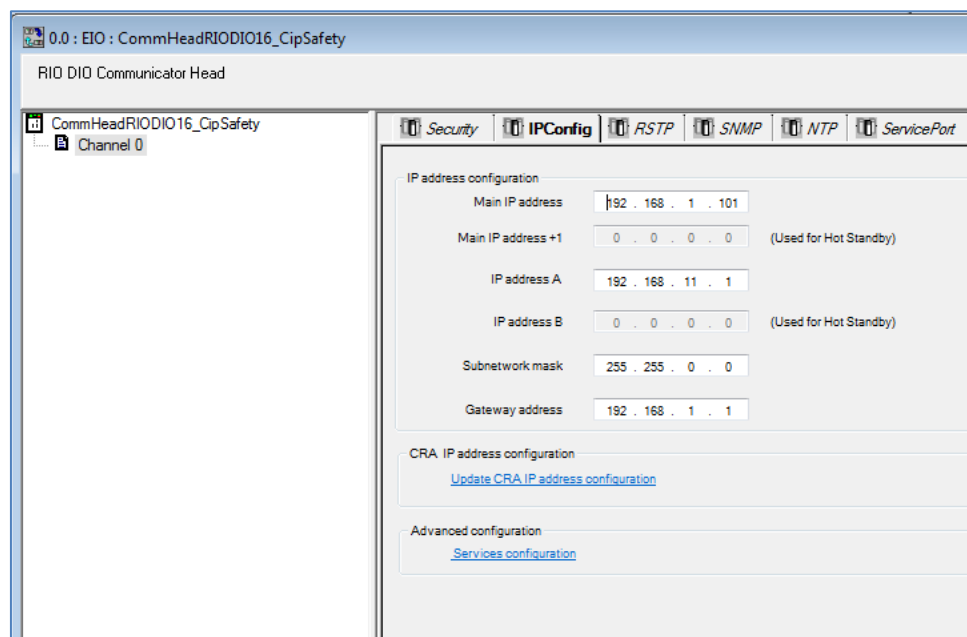 0.0 : EIO : CommHeadRIODIO16_CipSafety
RIO DIO Communicator Head
CommHeadRIODIO16_CipSafety
Channel 0
Security IPConfig RSTP SNMP NTP ServicePort
IP address configuration
Main IP address 192 . 168 . 1 . 101
Main IP address +1 0 . 0 . 0 . 0 (Used for Hot Standby)
IP address A 192 . 168 . 11 . 1
IP address B 0 . 0 . 0 . 0 (Used for Hot Standby)
Subnetwork mask 255 . 255 . 0 . 0
Gateway address 192 . 168 . 1 . 1
CRA IP address configuration
Update CRA IP address configuration
Advanced configuration
Services configuration